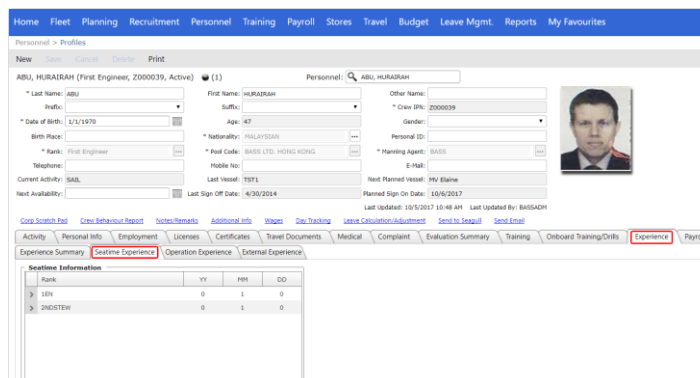 Home Fleet Planning Recruitment Personnel Training Payroll Stores Travel Budget Leave Mgmt. Reports My Favourites
Personnel > Profiles
New Save Cancel Delete Print
ABU, HURAIRAH (First Engineer, Z000039, Active) (1) Personnel: ABU, HURAIRAH
* Last Name: ABU First Name: HURAIRAH Other Name:
Prefix: Suffix: * Crew IPN: Z000039
* Date of Birth: 1/1/1970 Age: 47 Gender:
Birth Place: * Nationality: MALAYSIAN Personal ID:
* Rank: First Engineer * Pool Code: BASS LTD. HONG KONG * Manning Agent: BASS
Telephone: Mobile No: E-Mail:
Current Activity: SAIL Last Vessel: TST1 Next Planned Vessel: MV Elaine
Next Availability: Last Sign Off Date: 4/30/2014 Planned Sign On Date: 10/6/2017
Last Updated: 10/5/2017 10:48 AM Last Updated By: BASSADM
Corp Scratch Pad Crew Behaviour Report Notes/Remarks Additional Info Wages Day Tracking Leave Calculation/Adjustment Send to Seagull Send Email
Activity Personal Info Employment Licenses Certificates Travel Documents Medical Complaint Evaluation Summary Training Onboard Training/Drills Experience Payro
Experience Summary Seatime Experience Operation Experience External Experience
Seatime Information
Rank YY MM DD
> 1EN 0 1 0
> 2NDSTEW 0 1 0